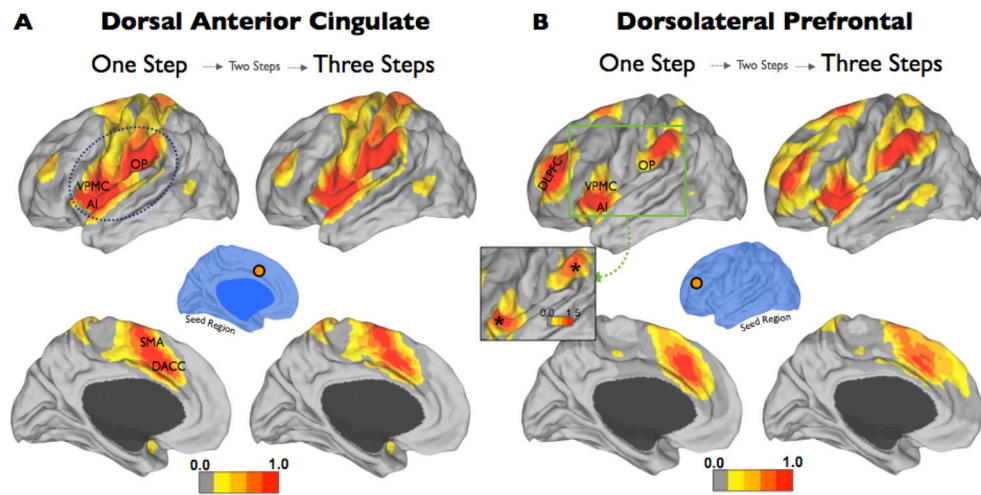 A Dorsal Anterior Cingulate
One Step Two Steps Three Steps
OP
VPMC
AI
Seed Region
SMA
DACC
0.0 1.0
B Dorsolateral Prefrontal
One Step Two Steps Three Steps
DLPFC
OP
VPMC
AI
* 
0.0 1.5
*
Seed Region
0.0 1.0